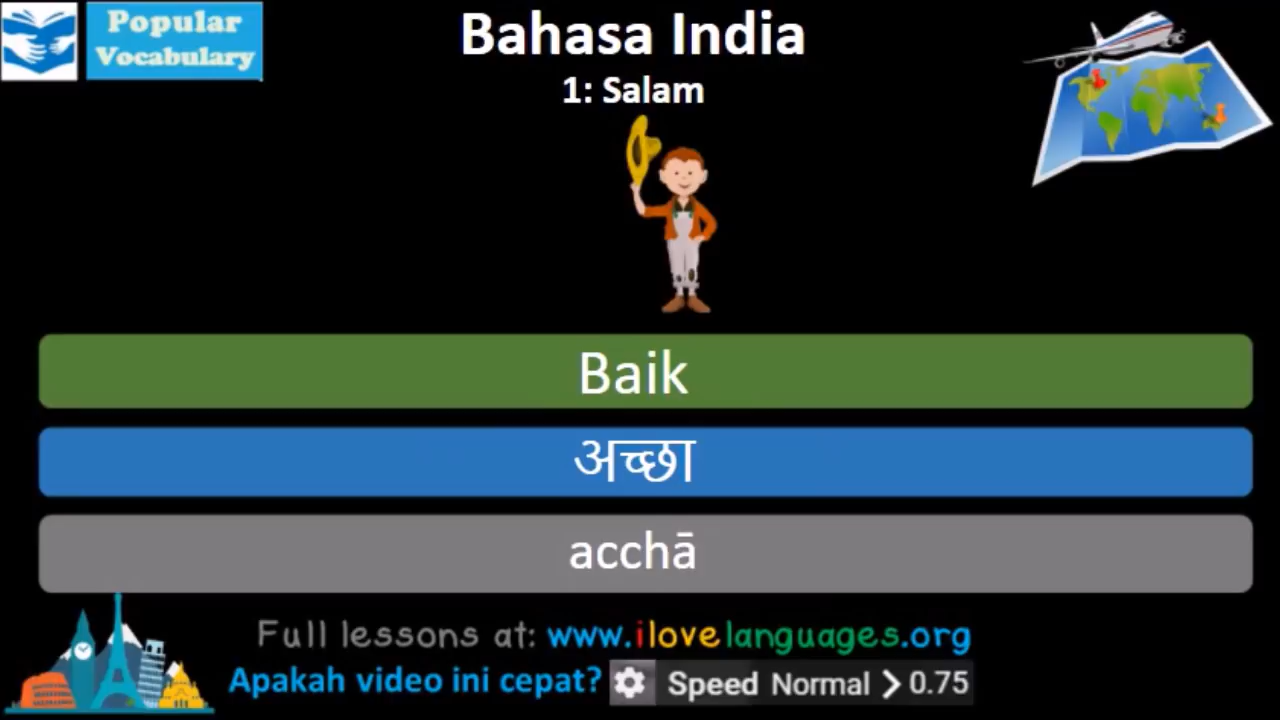 Popular
Vocabulary
Bahasa India
1: Salam
Baik
अच्छा
acchā
Full lessons at: www.ilovelanguages.org
Apakah video ini cepat? Speed Normal > 0.75